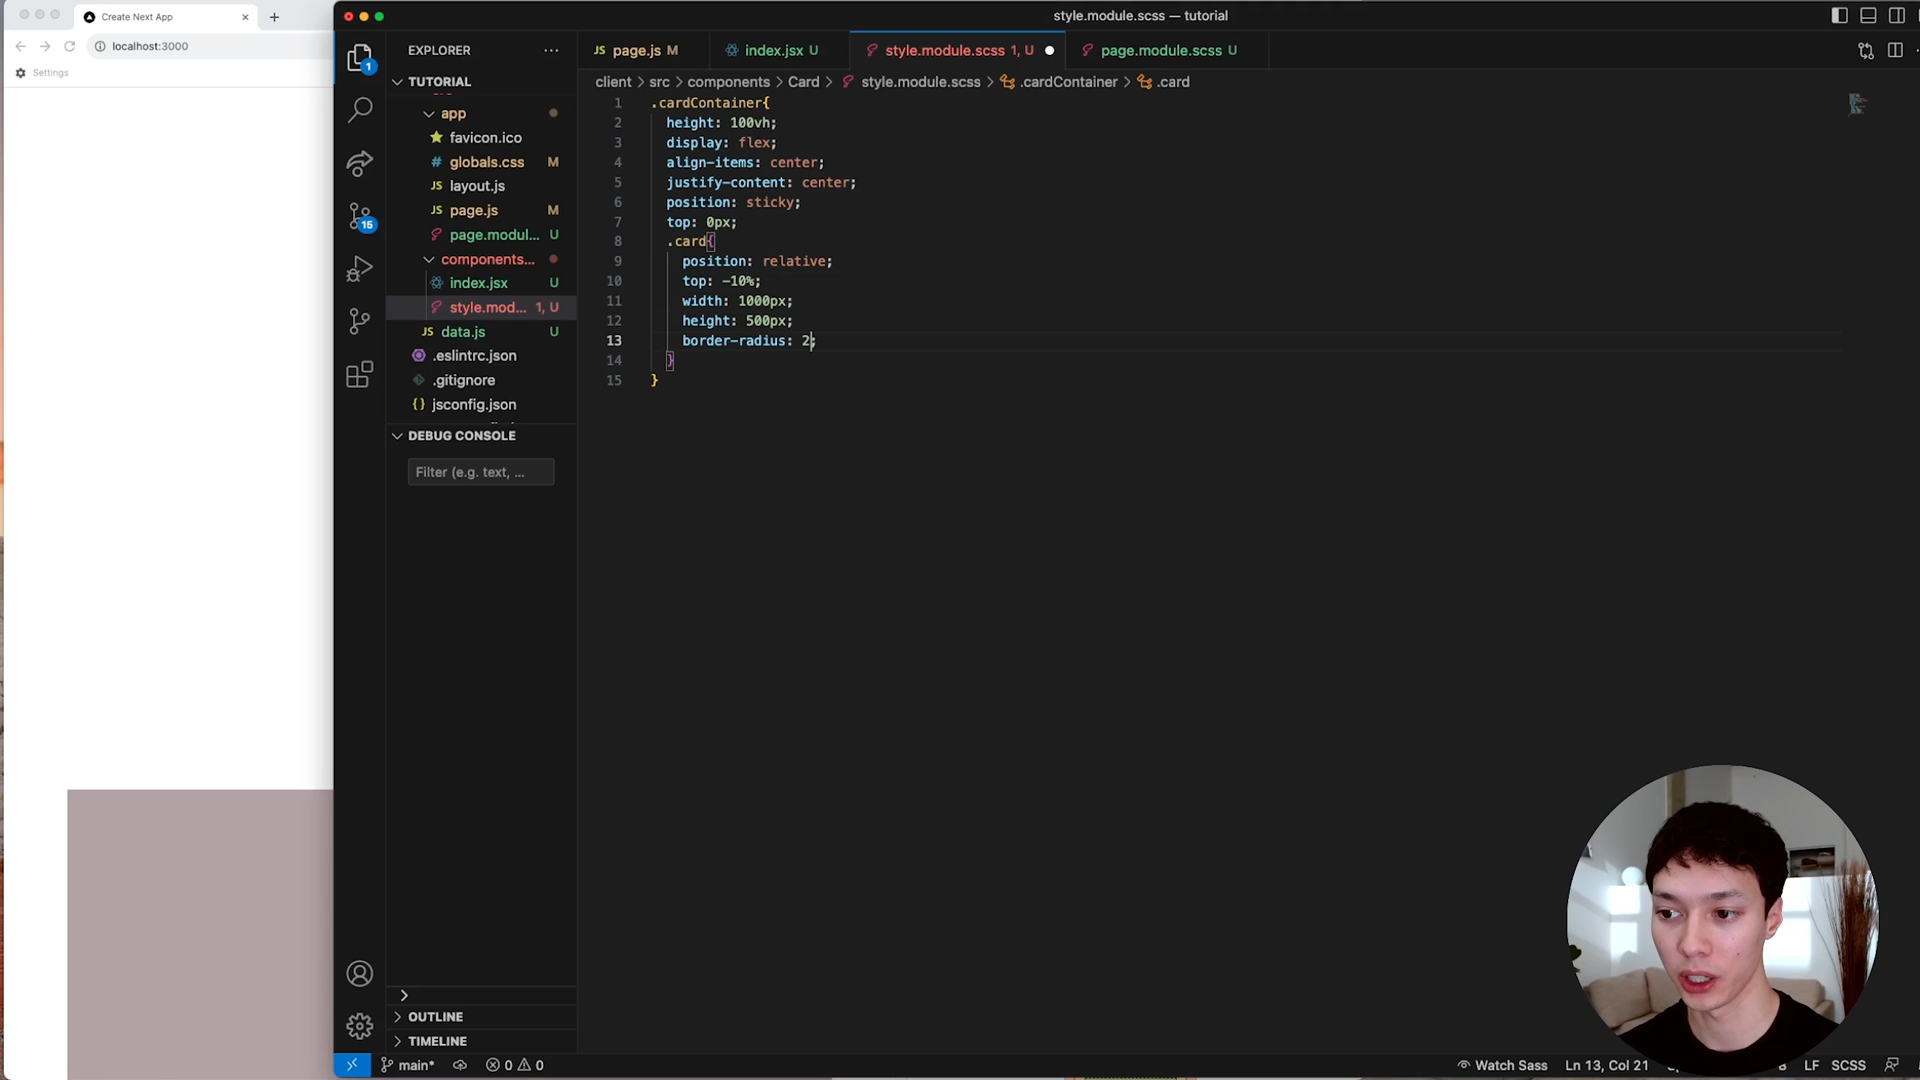 Create Next App
localhost:3000
Settings
style.module.scss — tutorial
EXPLORER
TUTORIAL
app
favicon.ico
# globals.css M
JS layout.js
JS page.js M
page.modul... U
components...
index.jsx U
style.mod... 1, U
JS data.js U
.eslintrc.json
.gitignore
{} jsconfig.json
DEBUG CONSOLE
Filter (e.g. text, ...
OUTLINE
TIMELINE
1
15
JS page.js M
index.jsx U
style.module.scss 1, U
page.module.scss U
client > src > components > Card > style.module.scss > .cardContainer > .card
1 .cardContainer{
2 height: 100vh;
3 display: flex;
4 align-items: center;
5 justify-content: center;
6 position: sticky;
7 top: 0px;
8 .card{
9 position: relative;
10 top: -10%;
11 width: 1000px;
12 height: 500px;
13 border-radius: 2;
14 }
15 }
main*
0 0
Watch Sass
Ln 13, Col 21
LF
SCSS